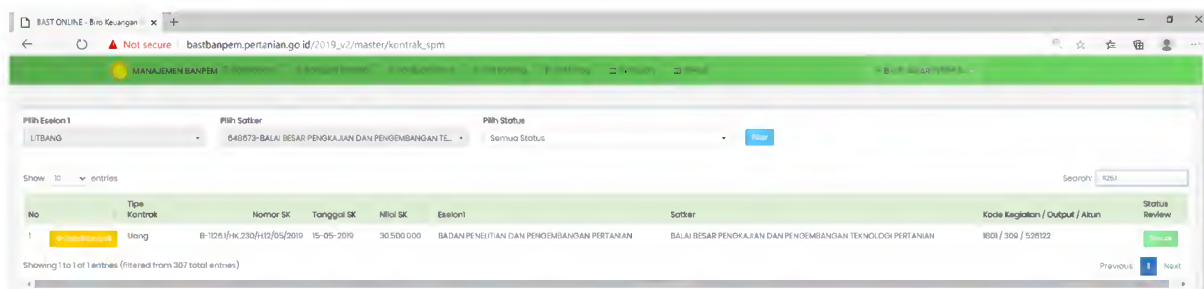 BAST ONLINE - Biro Keuangan
Not secure bastbanpem.pertanian.go.id/2019_v2/master/kontrak_spm
MANAJEMEN BANPEM
Pilih Eselon 1 Pilih Satker Pilih Status
LITBANG 648673-BALAI BESAR PENGKAJIAN DAN PENGEMBANGAN TE... Semua Status Filter
Show 10 entries Search: 1126.1
No Tipe Kontrak Nomor SK Tanggal SK Nilai SK Eselon1 Satker Kode Kegiatan / Output / Akun Status Review
1 Uang B-1126.1/HK.230/H.12/05/2019 15-05-2019 30.500.000 BADAN PENELITIAN DAN PENGEMBANGAN PERTANIAN BALAI BESAR PENGKAJIAN DAN PENGEMBANGAN TEKNOLOGI PERTANIAN 1801 / 309 / 526122
Showing 1 to 1 of 1 entries (filtered from 307 total entries) Previous 1 Next